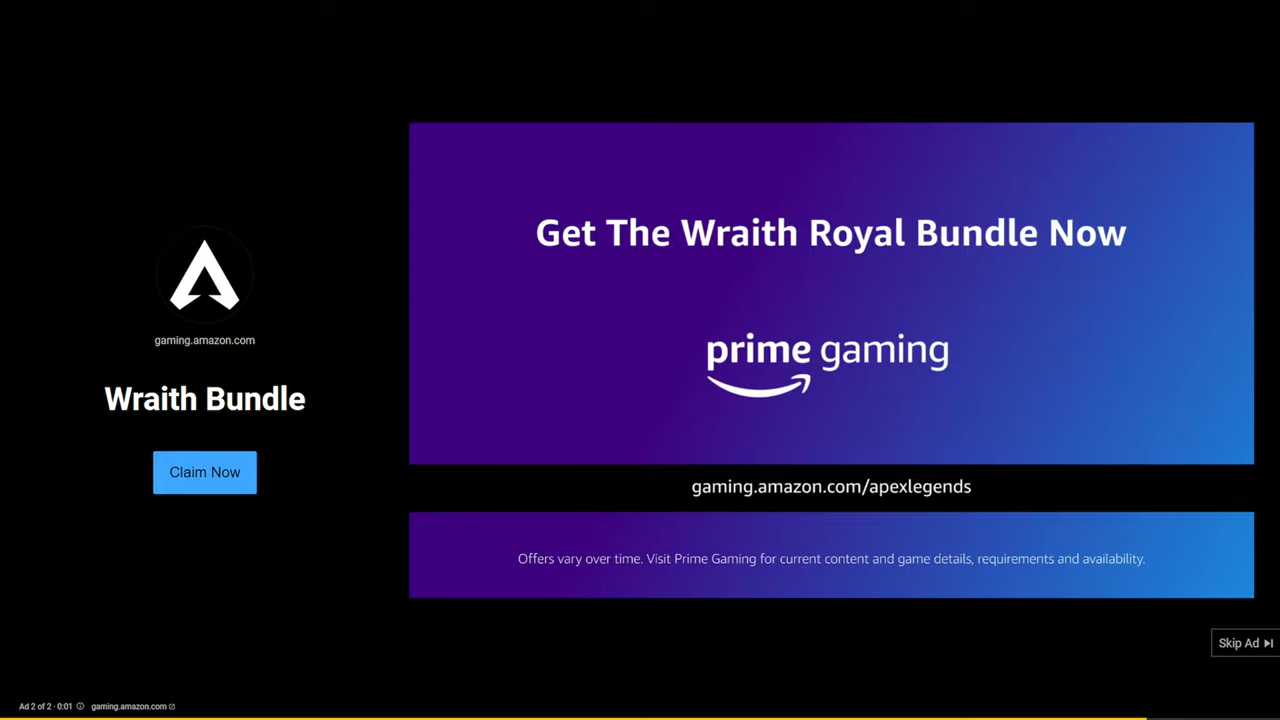 gaming.amazon.com
Wraith Bundle
Claim Now
Get The Wraith Royal Bundle Now
prime gaming
gaming.amazon.com/apexlegends
Offers vary over time. Visit Prime Gaming for current content and game details, requirements and availability.
Skip Ad
Ad 2 of 2 · 0:01 gaming.amazon.com